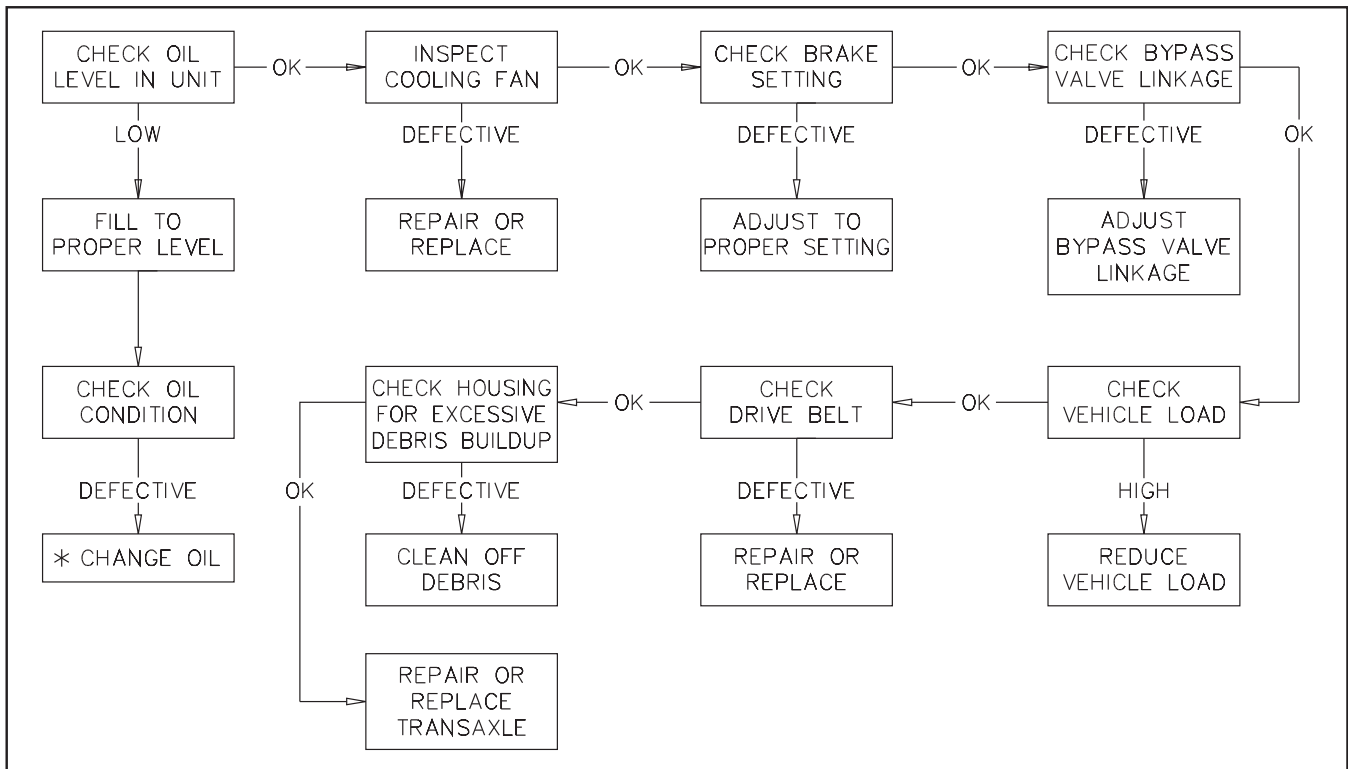 CHECK OIL
LEVEL IN UNIT
OK
INSPECT
COOLING FAN
OK
CHECK BRAKE
SETTING
OK
CHECK BYPASS
VALVE LINKAGE
OK
LOW
DEFECTIVE
DEFECTIVE
DEFECTIVE
FILL TO
PROPER LEVEL
REPAIR OR
REPLACE
ADJUST TO
PROPER SETTING
ADJUST
BYPASS VALVE
LINKAGE
CHECK OIL
CONDITION
CHECK HOUSING
FOR EXCESSIVE
DEBRIS BUILDUP
OK
CHECK
DRIVE BELT
OK
CHECK
VEHICLE LOAD
DEFECTIVE
OK
DEFECTIVE
DEFECTIVE
HIGH
* CHANGE OIL
CLEAN OFF
DEBRIS
REPAIR OR
REPLACE
REDUCE
VEHICLE LOAD
REPAIR OR
REPLACE
TRANSAXLE